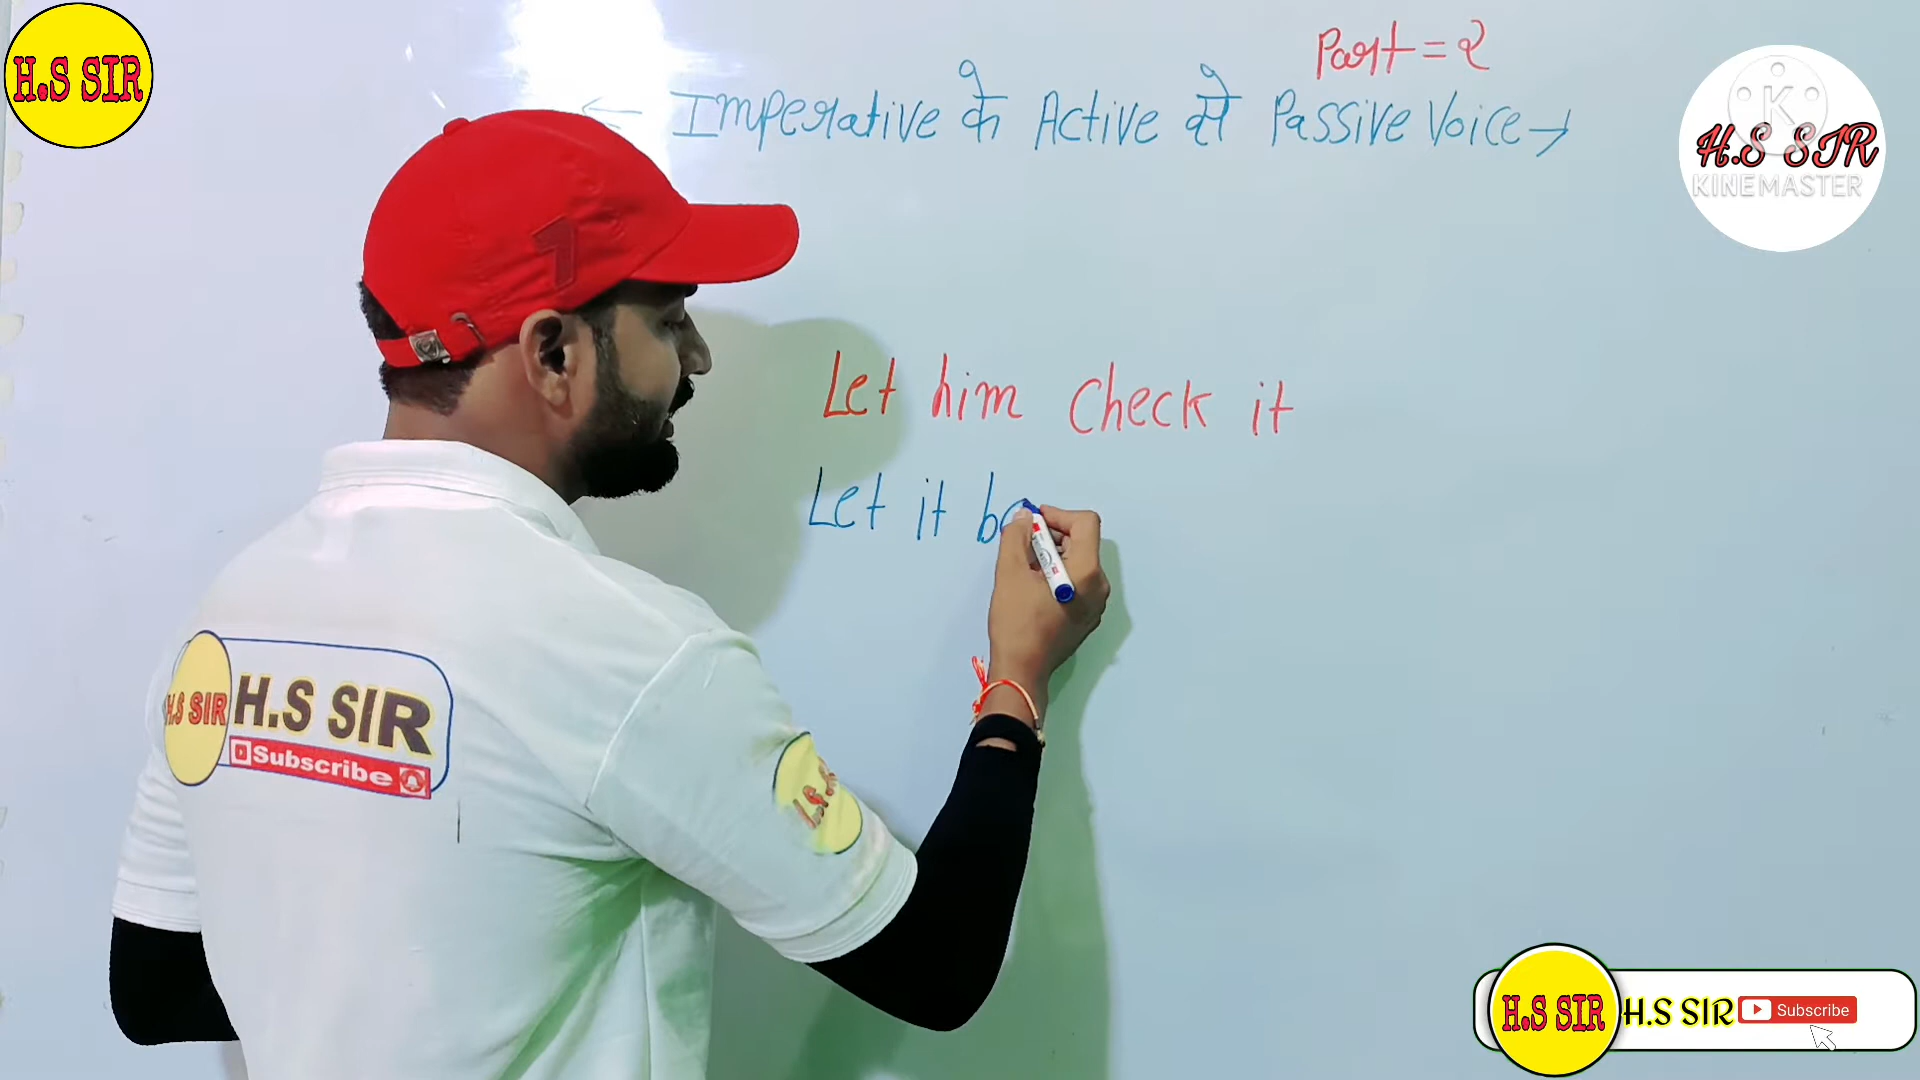 H.S SIR
Part = २
← Imperative के Active से Passive Voice →
H.S SIR
KINEMASTER
Let him Check it
Let it be
H.S SIR
H.S SIR
Subscribe
H.S SIR
H.S SIR
Subscribe